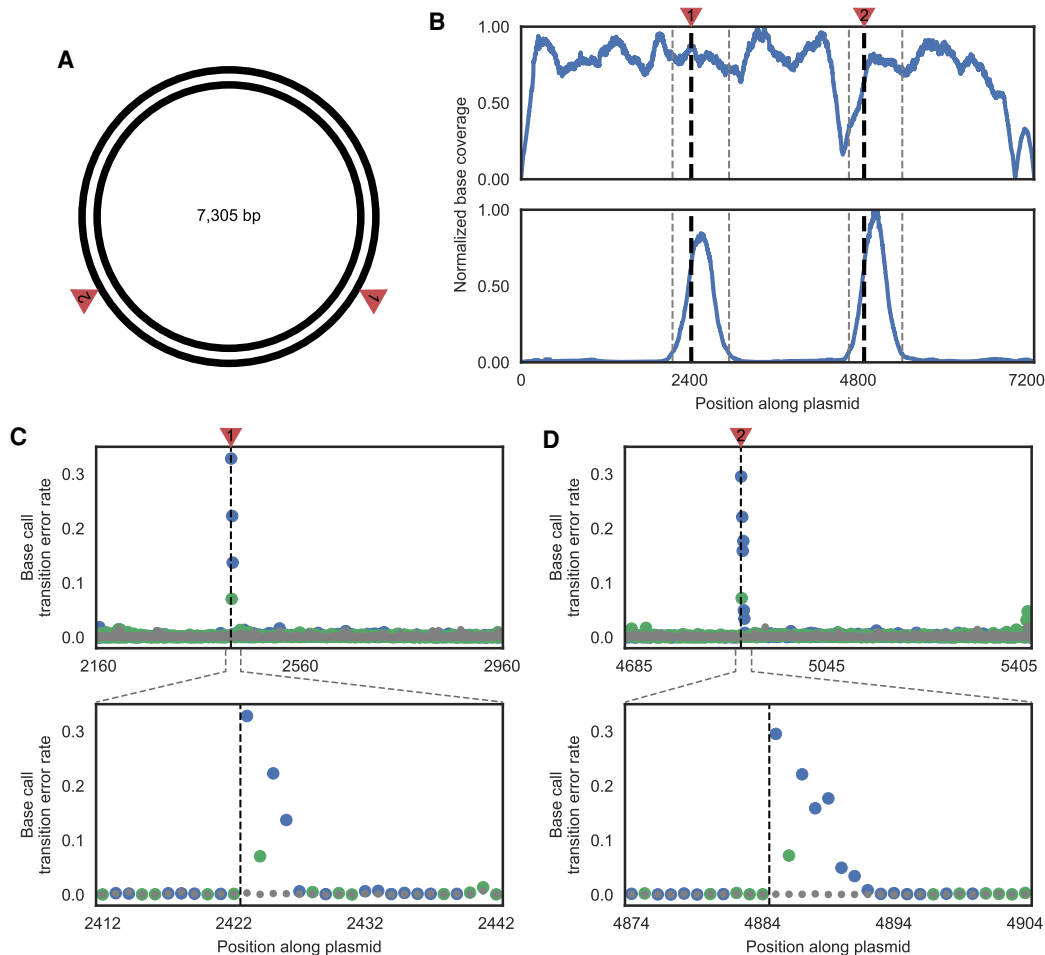 A
7,305 bp
2
1
B
1
2
1.00
0.50
0.00
1.00
0.50
0.00
Normalized base coverage
0
2400
4800
7200
Position along plasmid
C
1
0.3
0.2
0.1
0.0
Base call
transition error rate
2160
2560
2960
0.3
0.2
0.1
0.0
Base call
transition error rate
2412
2422
2432
2442
Position along plasmid
D
2
0.3
0.2
0.1
0.0
Base call
transition error rate
4685
5045
5405
0.3
0.2
0.1
0.0
Base call
transition error rate
4874
4884
4894
4904
Position along plasmid